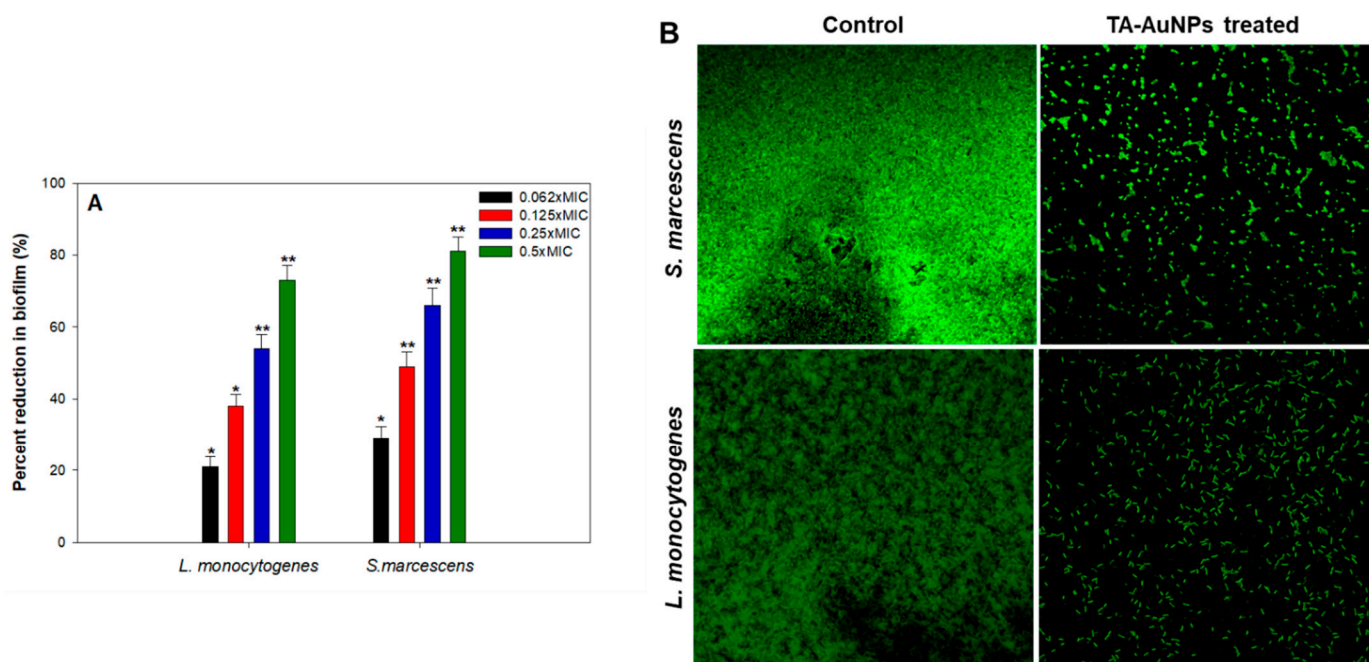 A
Percent reduction in biofilm (%)
100
80
60
40
20
0
0.062xMIC
0.125xMIC
0.25xMIC
0.5xMIC
*
*
**
**
*
**
**
**
L. monocytogenes
S.marcescens
B
Control
TA-AuNPs treated
S. marcescens
L. monocytogenes